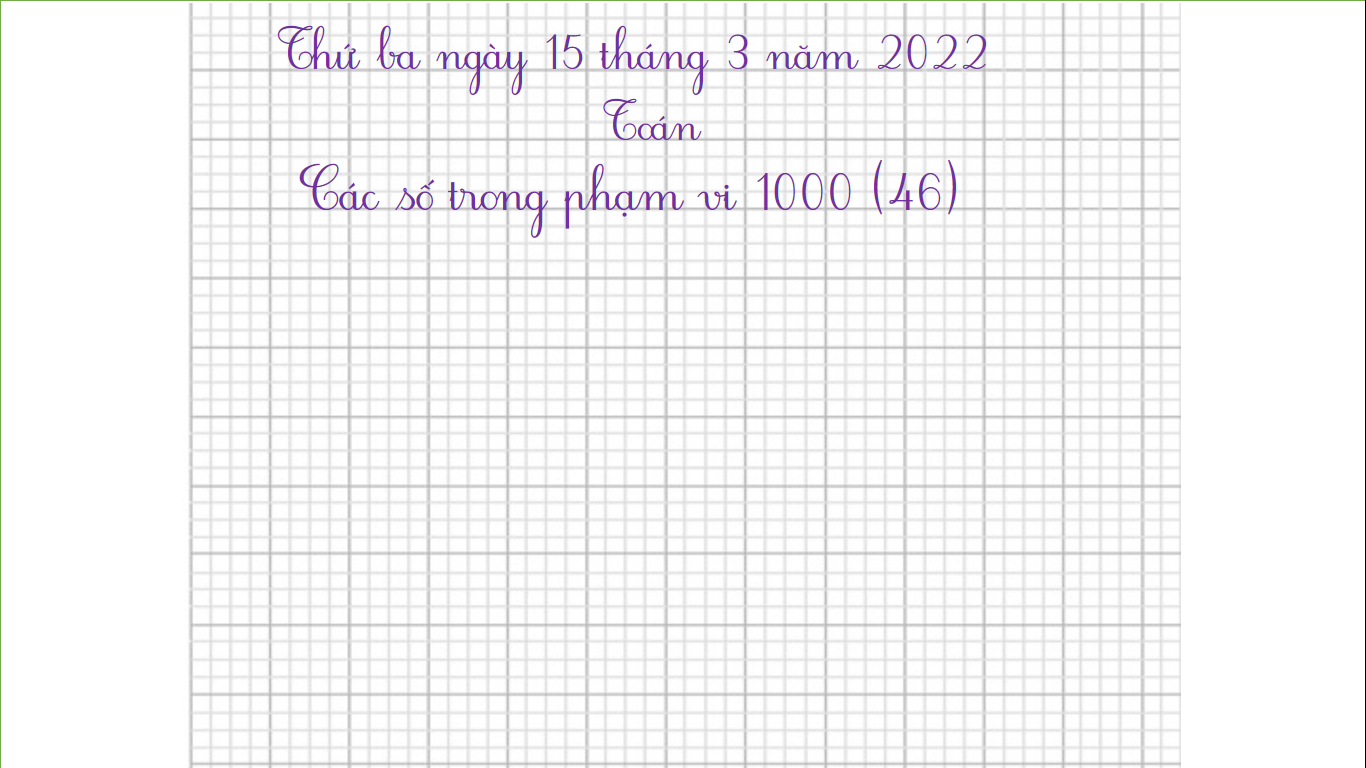 Thứ ba ngày 15 tháng 3 năm 2022
Toán
Các số trong phạm vi 1000 (46)